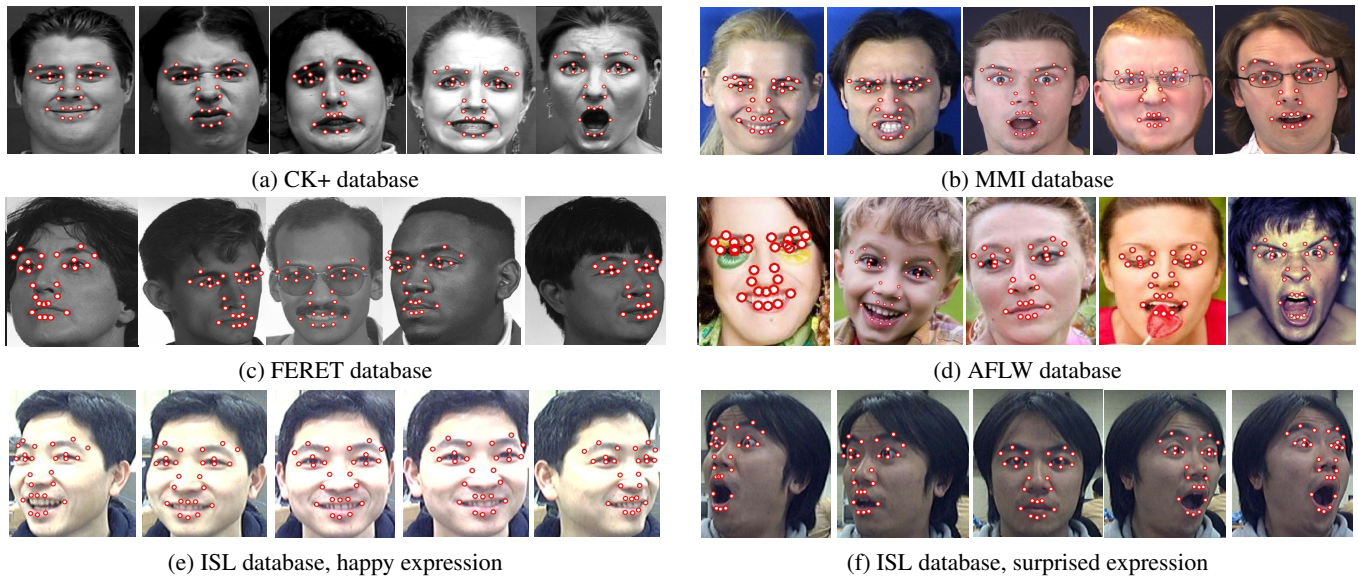 (a) CK+ database
(b) MMI database
(c) FERET database
(d) AFLW database
(e) ISL database, happy expression
(f) ISL database, surprised expression